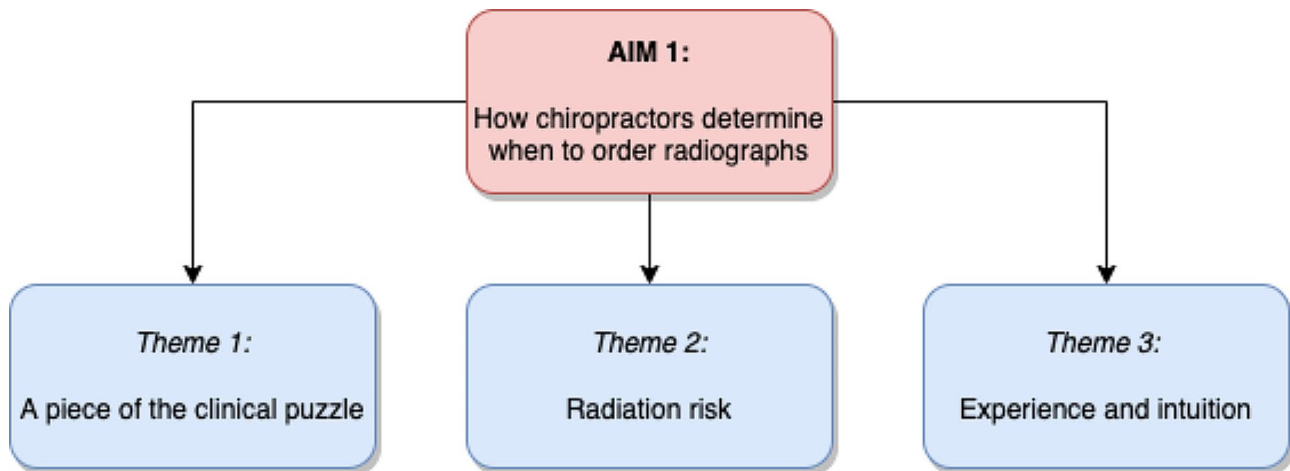 AIM 1:
How chiropractors determine
when to order radiographs
Theme 1:
A piece of the clinical puzzle
Theme 2:
Radiation risk
Theme 3:
Experience and intuition